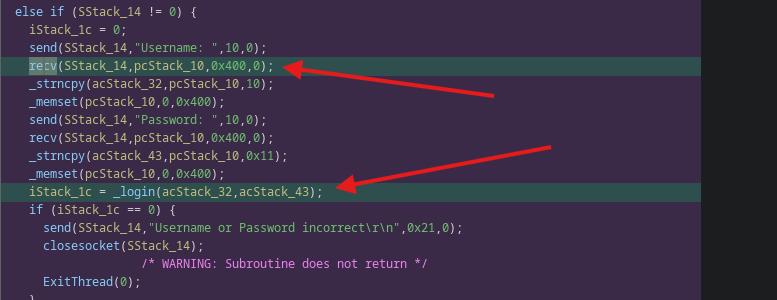 else if (SStack_14 != 0) {
iStack_1c = 0;
send(SStack_14,"Username: ",10,0);
recv(SStack_14,pcStack_10,0x400,0);
_strncpy(acStack_32,pcStack_10,10);
_memset(pcStack_10,0,0x400);
send(SStack_14,"Password: ",10,0);
recv(SStack_14,pcStack_10,0x400,0);
_strncpy(acStack_43,pcStack_10,0x11);
_memset(pcStack_10,0,0x400);
iStack_1c = _login(acStack_32,acStack_43);
if (iStack_1c == 0) {
send(SStack_14,"Username or Password incorrect\r\n",0x21,0);
closesocket(SStack_14);
/* WARNING: Subroutine does not return */
ExitThread(0);
}